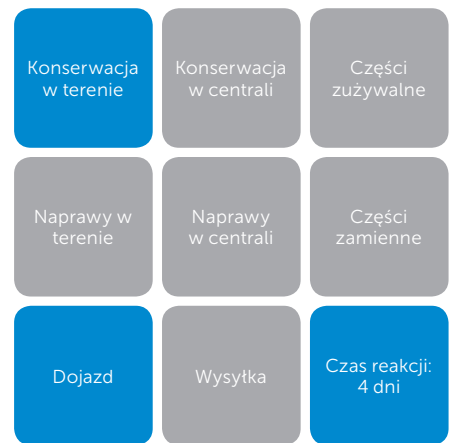 Konserwacja
w terenie
Konserwacja
w centrali
Części
zużywalne
Naprawy w
terenie
Naprawy
w centrali
Części
zamienne
Dojazd
Wysyłka
Czas reakcji:
4 dni